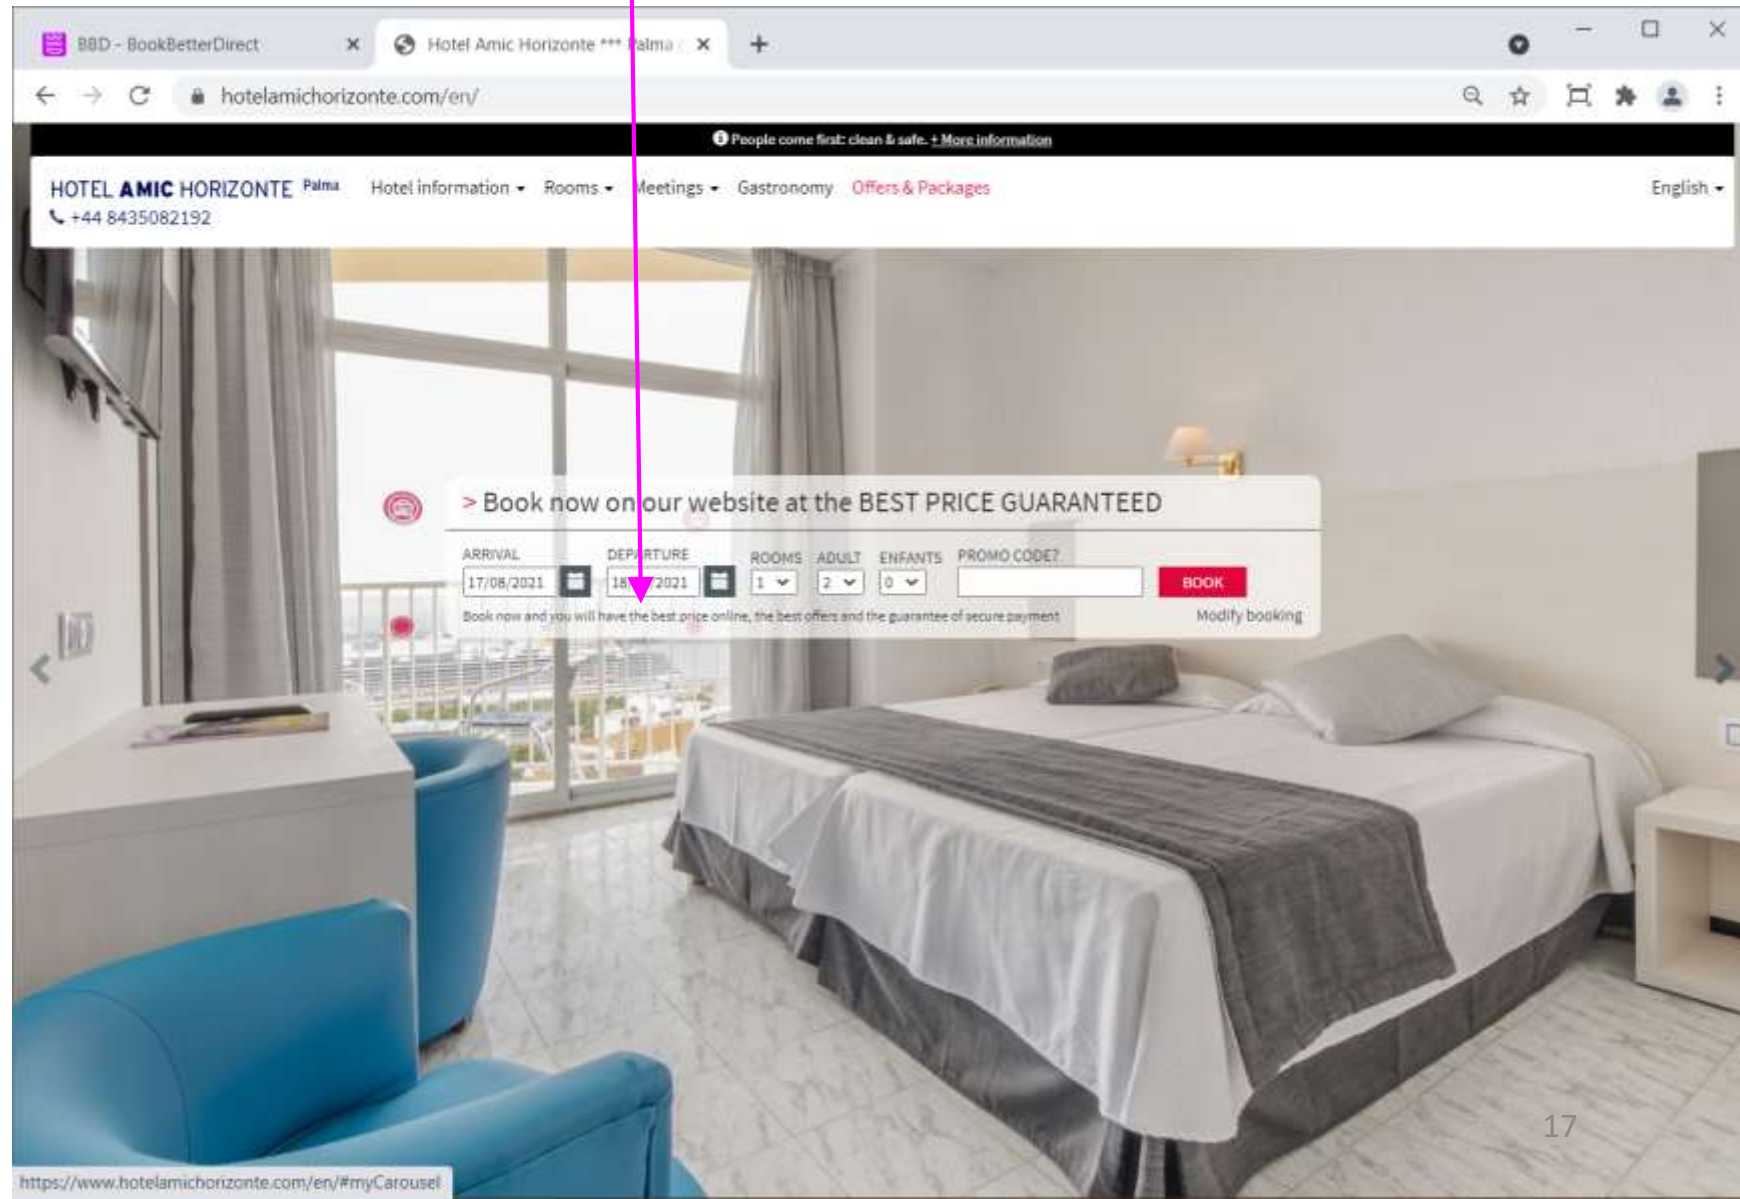 BBD - BookBetterDirect
Hotel Amic Horizonte *** Palma
hotelamichorizonte.com/en/
People come first: clean & safe. + More information
HOTEL AMIC HORIZONTE Palma Hotel information Rooms Meetings Gastronomy Offers & Packages English
+44 8435082192
> Book now on our website at the BEST PRICE GUARANTEED
ARRIVAL DEPARTURE ROOMS ADULT ENFANTS PROMO CODE?
17/08/2021 18/ 2021 1 2 0 BOOK
Book now and you will have the best price online, the best offers and the guarantee of secure payment Modify booking
17
https://www.hotelamichorizonte.com/en/#myCarousel